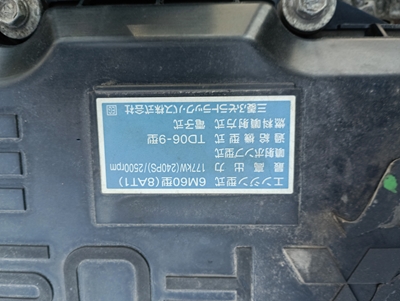 エンジン型式 6M60型(8AT1)
最高出力 177kW(240PS)/2500rpm
噴射ポンプ型式
過給機型式 TD06-9型
燃料噴射方式 電子式
三菱ふそうトラック・バス株式会社